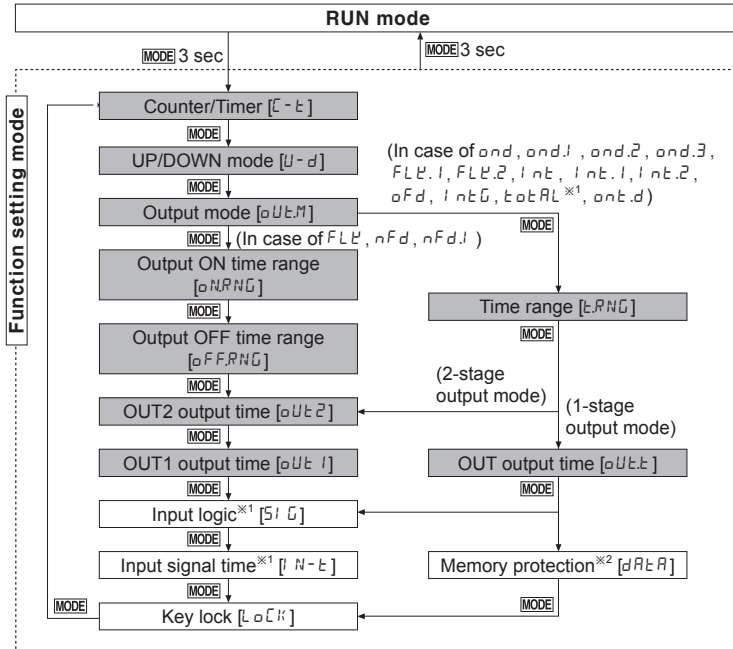 RUN mode
MODE 3 sec
MODE 3 sec
Function setting mode
Counter/Timer [C-t]
MODE
UP/DOWN mode [U-d]
(In case of ond, ond.1, ond.2, ond.3,
FLK.1, FLK.2, Int, Int.1, Int.2,
oFd, IntG, totAL※1, ont.d)
MODE
Output mode [oUt.M]
MODE
MODE
(In case of FLK, nFd, nFd.1)
Output ON time range
[oN.RNG]
Time range [t.RNG]
MODE
MODE
Output OFF time range
[oFF.RNG]
MODE
(2-stage
output mode)
(1-stage
output mode)
OUT2 output time [oUt2]
MODE
OUT1 output time [oUt1]
OUT output time [oUt.t]
MODE
MODE
Input logic※1 [SIG]
MODE
Input signal time※1 [IN-t]
Memory protection※2 [dAtA]
MODE
MODE
MODE
Key lock [LoCK]